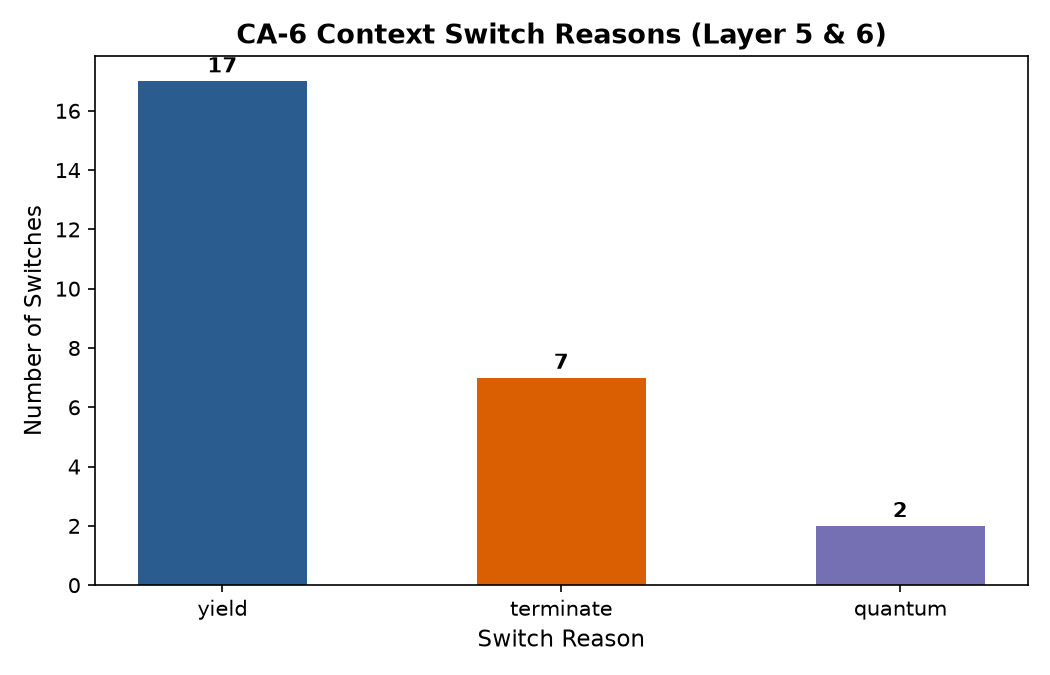 CA-6 Context Switch Reasons (Layer 5 & 6)
17
16
14
12
10
8
6
4
2
0
Number of Switches
7
2
yield
terminate
quantum
Switch Reason